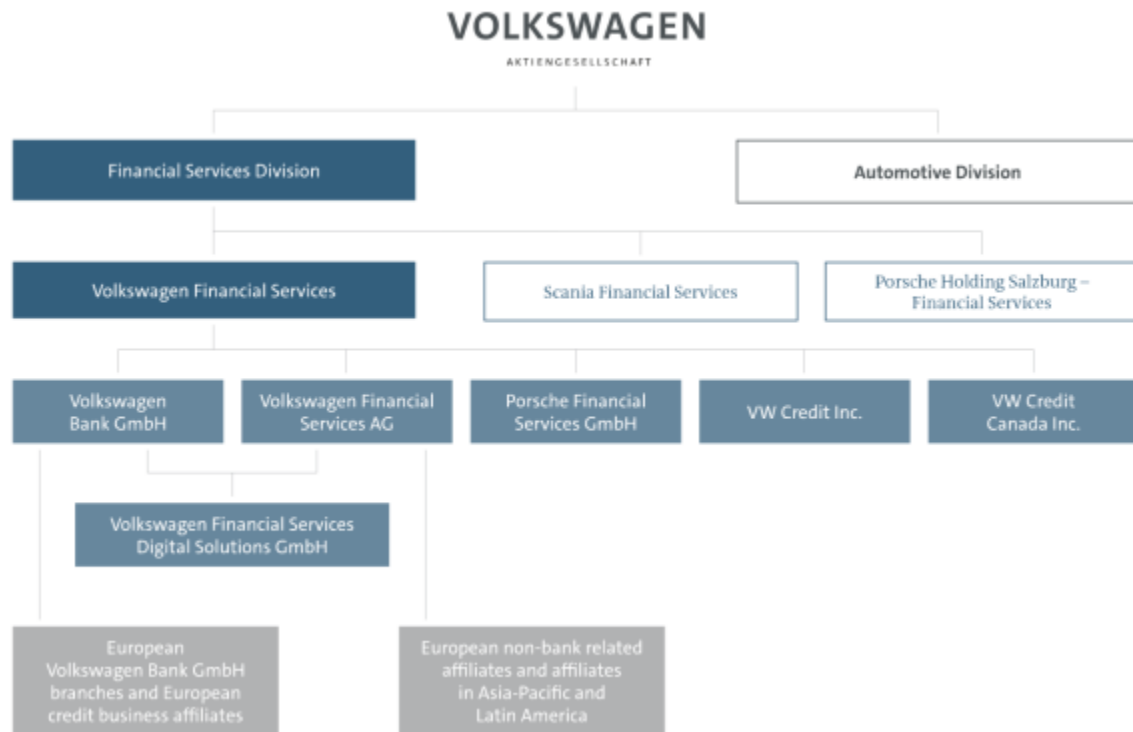 VOLKSWAGEN
AKTIENGESELLSCHAFT
Financial Services Division
Automotive Division
Volkswagen Financial Services
Scania Financial Services
Porsche Holding Salzburg –
Financial Services
Volkswagen
Bank GmbH
Volkswagen Financial
Services AG
Porsche Financial
Services GmbH
VW Credit Inc.
VW Credit
Canada Inc.
Volkswagen Financial Services
Digital Solutions GmbH
European
Volkswagen Bank GmbH
branches and European
credit business affiliates
European non-bank related
affiliates and affiliates
in Asia-Pacific and
Latin America